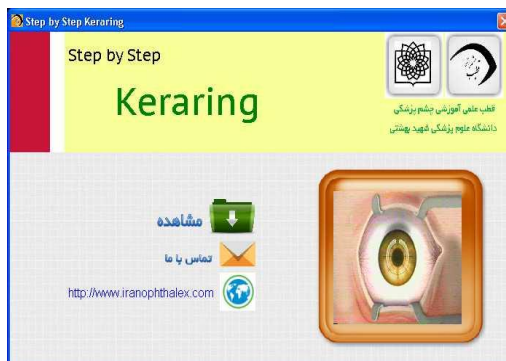 Step by Step Keraring
Step by Step
Keraring
قطب علمی آموزشی چشم پزشکی
دانشگاه علوم پزشکی شهید بهشتی
مشاهده
تماس با ما
http://www.iranophthalex.com